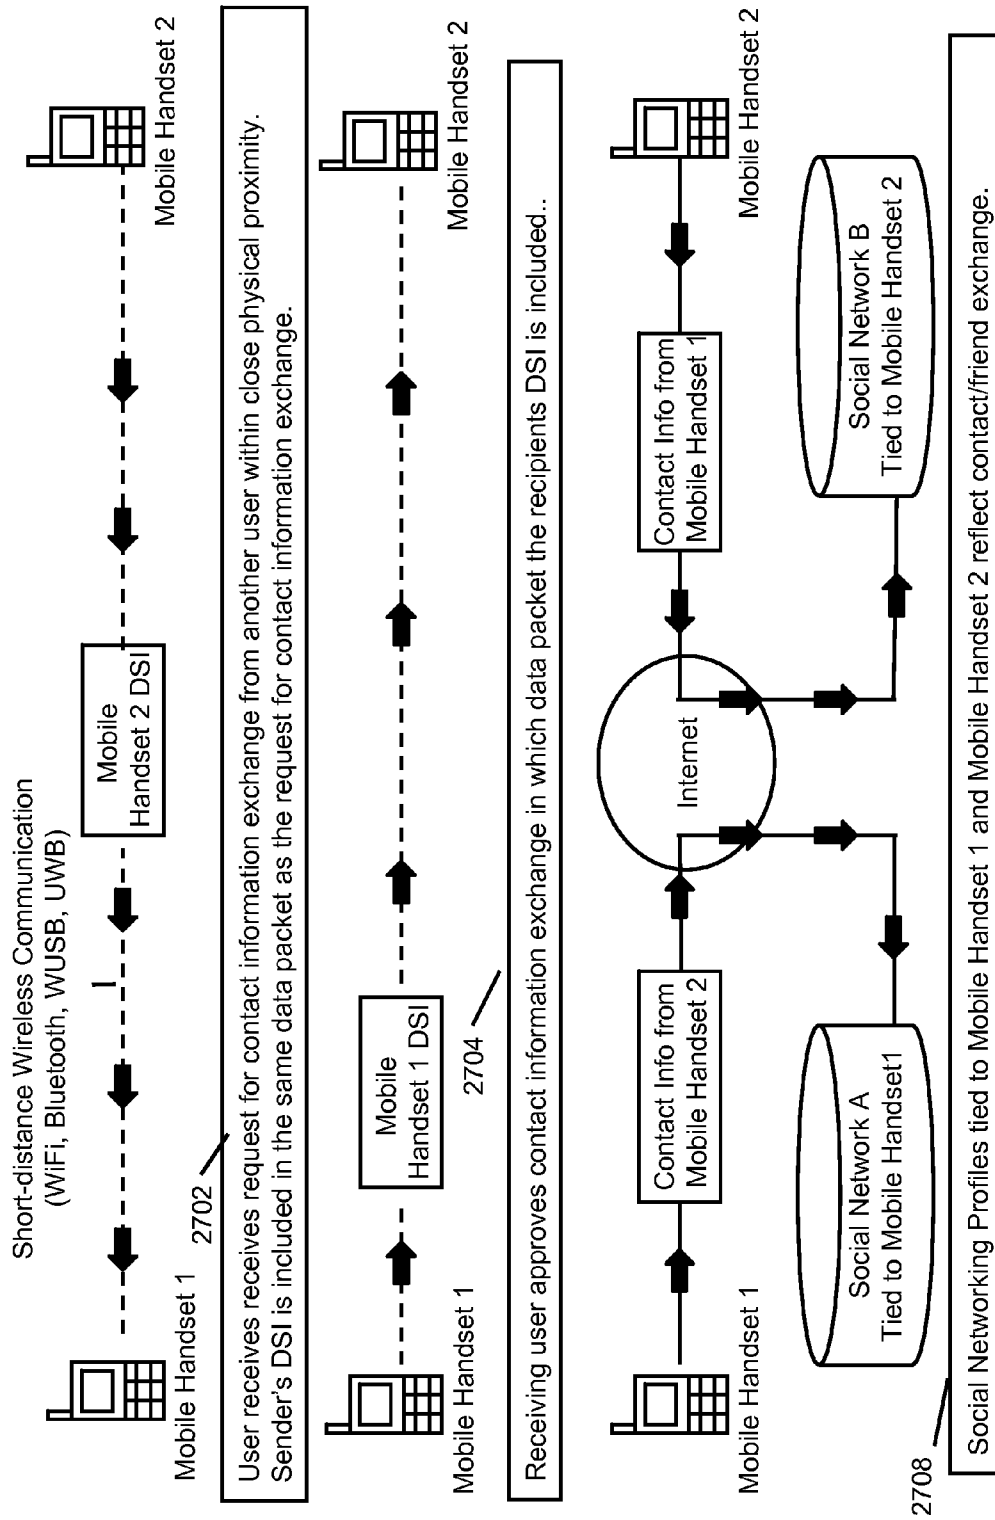 Short-distance Wireless Communication
(WiFi, Bluetooth, WUSB, UWB)
Mobile
Handset 2 DSI
Mobile Handset 1
Mobile Handset 2
2702
User receives receives request for contact information exchange from another user within close physical proximity.
Sender's DSI is included in the same data packet as the request for contact information exchange.
Mobile
Handset 1 DSI
Mobile Handset 1
Mobile Handset 2
2704
Receiving user approves contact information exchange in which data packet the recipients DSI is included..
Contact Info from
Mobile Handset 2
Internet
Contact Info from
Mobile Handset 1
Mobile Handset 1
Mobile Handset 2
Social Network A
Tied to Mobile Handset1
Social Network B
Tied to Mobile Handset 2
2708
Social Networking Profiles tied to Mobile Handset 1 and Mobile Handset 2 reflect contact/friend exchange.